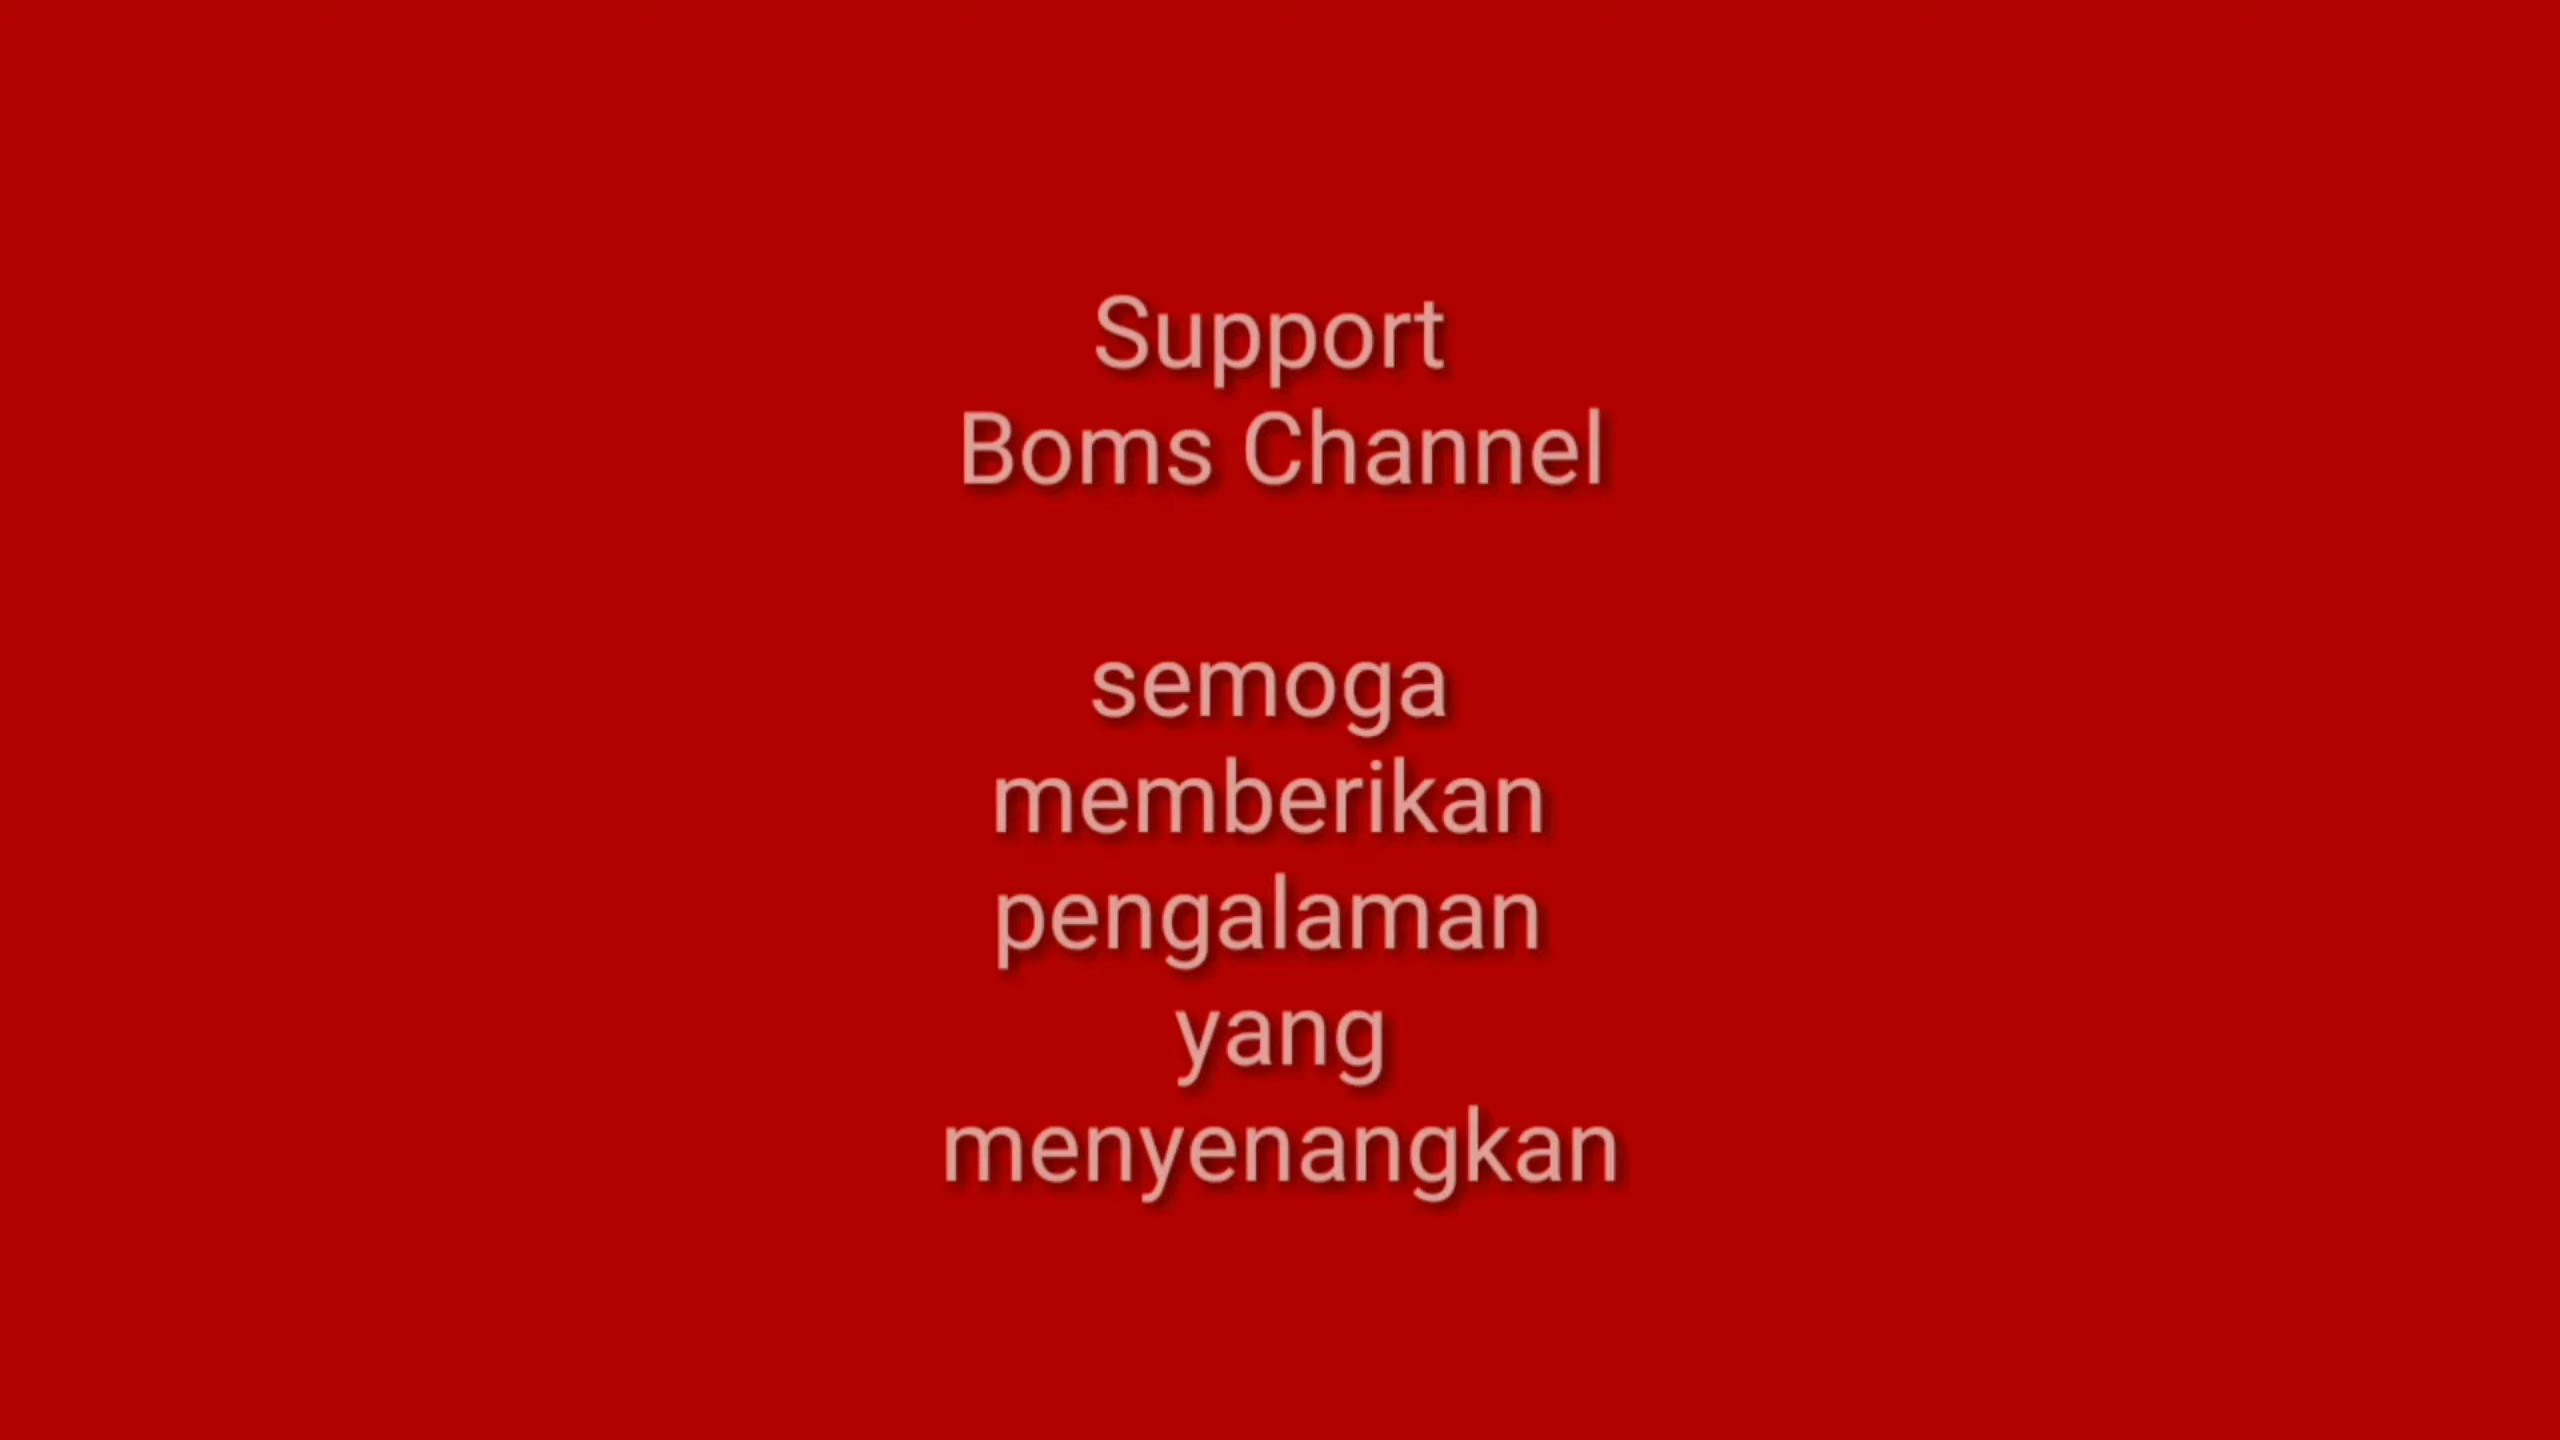 Support
Boms Channel
semoga
memberikan
pengalaman
yang
menyenangkan